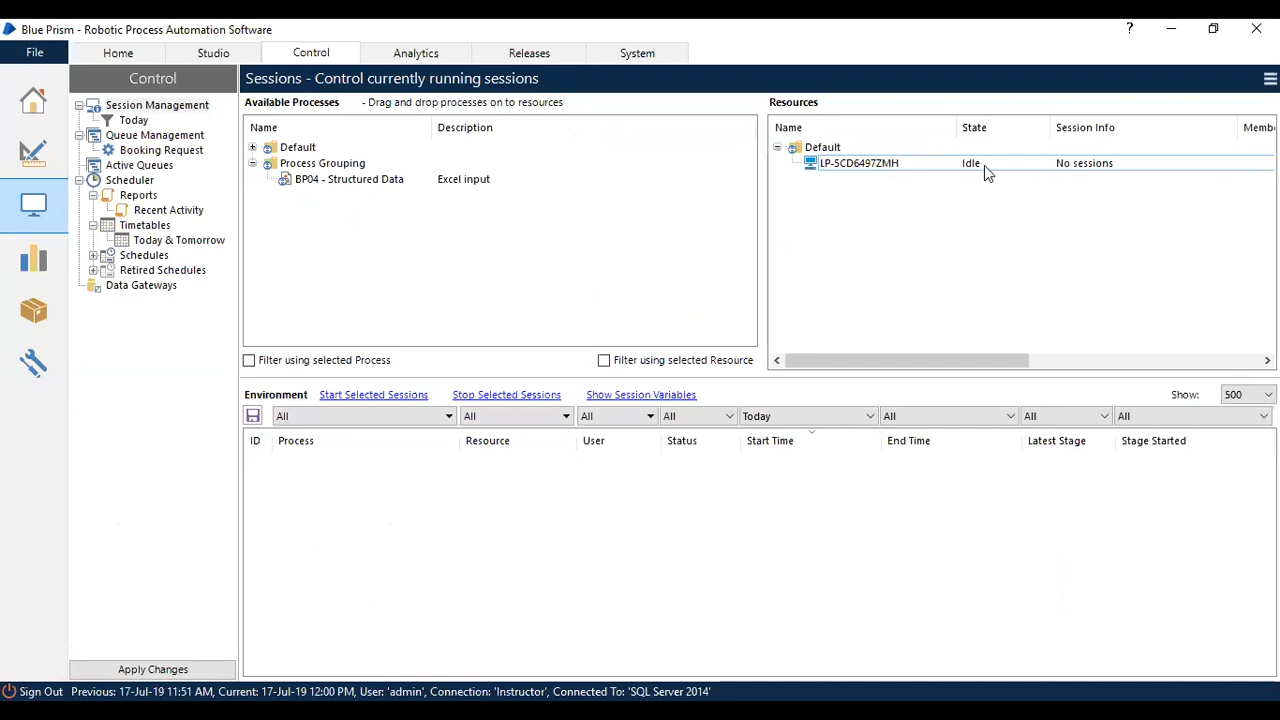 Blue Prism - Robotic Process Automation Software
?
File
Home
Studio
Control
Analytics
Releases
System
Control
Session Management
Today
Queue Management
Booking Request
Active Queues
Scheduler
Reports
Recent Activity
Timetables
Today & Tomorrow
Schedules
Retired Schedules
Data Gateways
Apply Changes
Sessions - Control currently running sessions
Available Processes - Drag and drop processes on to resources
Name Description
Default
Process Grouping
BP04 - Structured Data Excel input
Filter using selected Process
Filter using selected Resource
Resources
Name State Session Info Memb
Default
LP-5CD6497ZMH Idle No sessions
Environment Start Selected Sessions Stop Selected Sessions Show Session Variables Show: 500
All All All All Today All All All
ID Process Resource User Status Start Time End Time Latest Stage Stage Started
Sign Out Previous: 17-Jul-19 11:51 AM, Current: 17-Jul-19 12:00 PM, User: 'admin', Connection: 'Instructor', Connected To: 'SQL Server 2014'